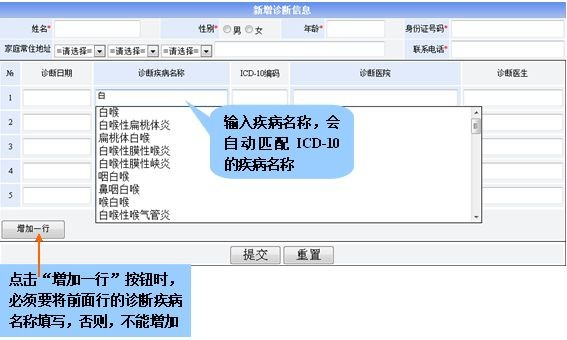 新增诊断信息
姓名* 性别* 男 女 年龄* 身份证号码*
家庭常住地址 =请选择= =请选择= =请选择= 联系电话*
№ 诊断日期 诊断疾病名称 ICD-10编码 诊断医院 诊断医生
1 白
2
3
4
5
白喉
白喉性扁桃体炎
扁桃体白喉
白喉性膜性喉炎
白喉性膜性峡炎
咽白喉
鼻咽白喉
喉白喉
白喉性喉气管炎
输入疾病名称，会
自动匹配 ICD-10
的疾病名称
增加一行
提交 重置
点击“增加一行”按钮时，
必须要将前面行的诊断疾病
名称填写，否则，不能增加